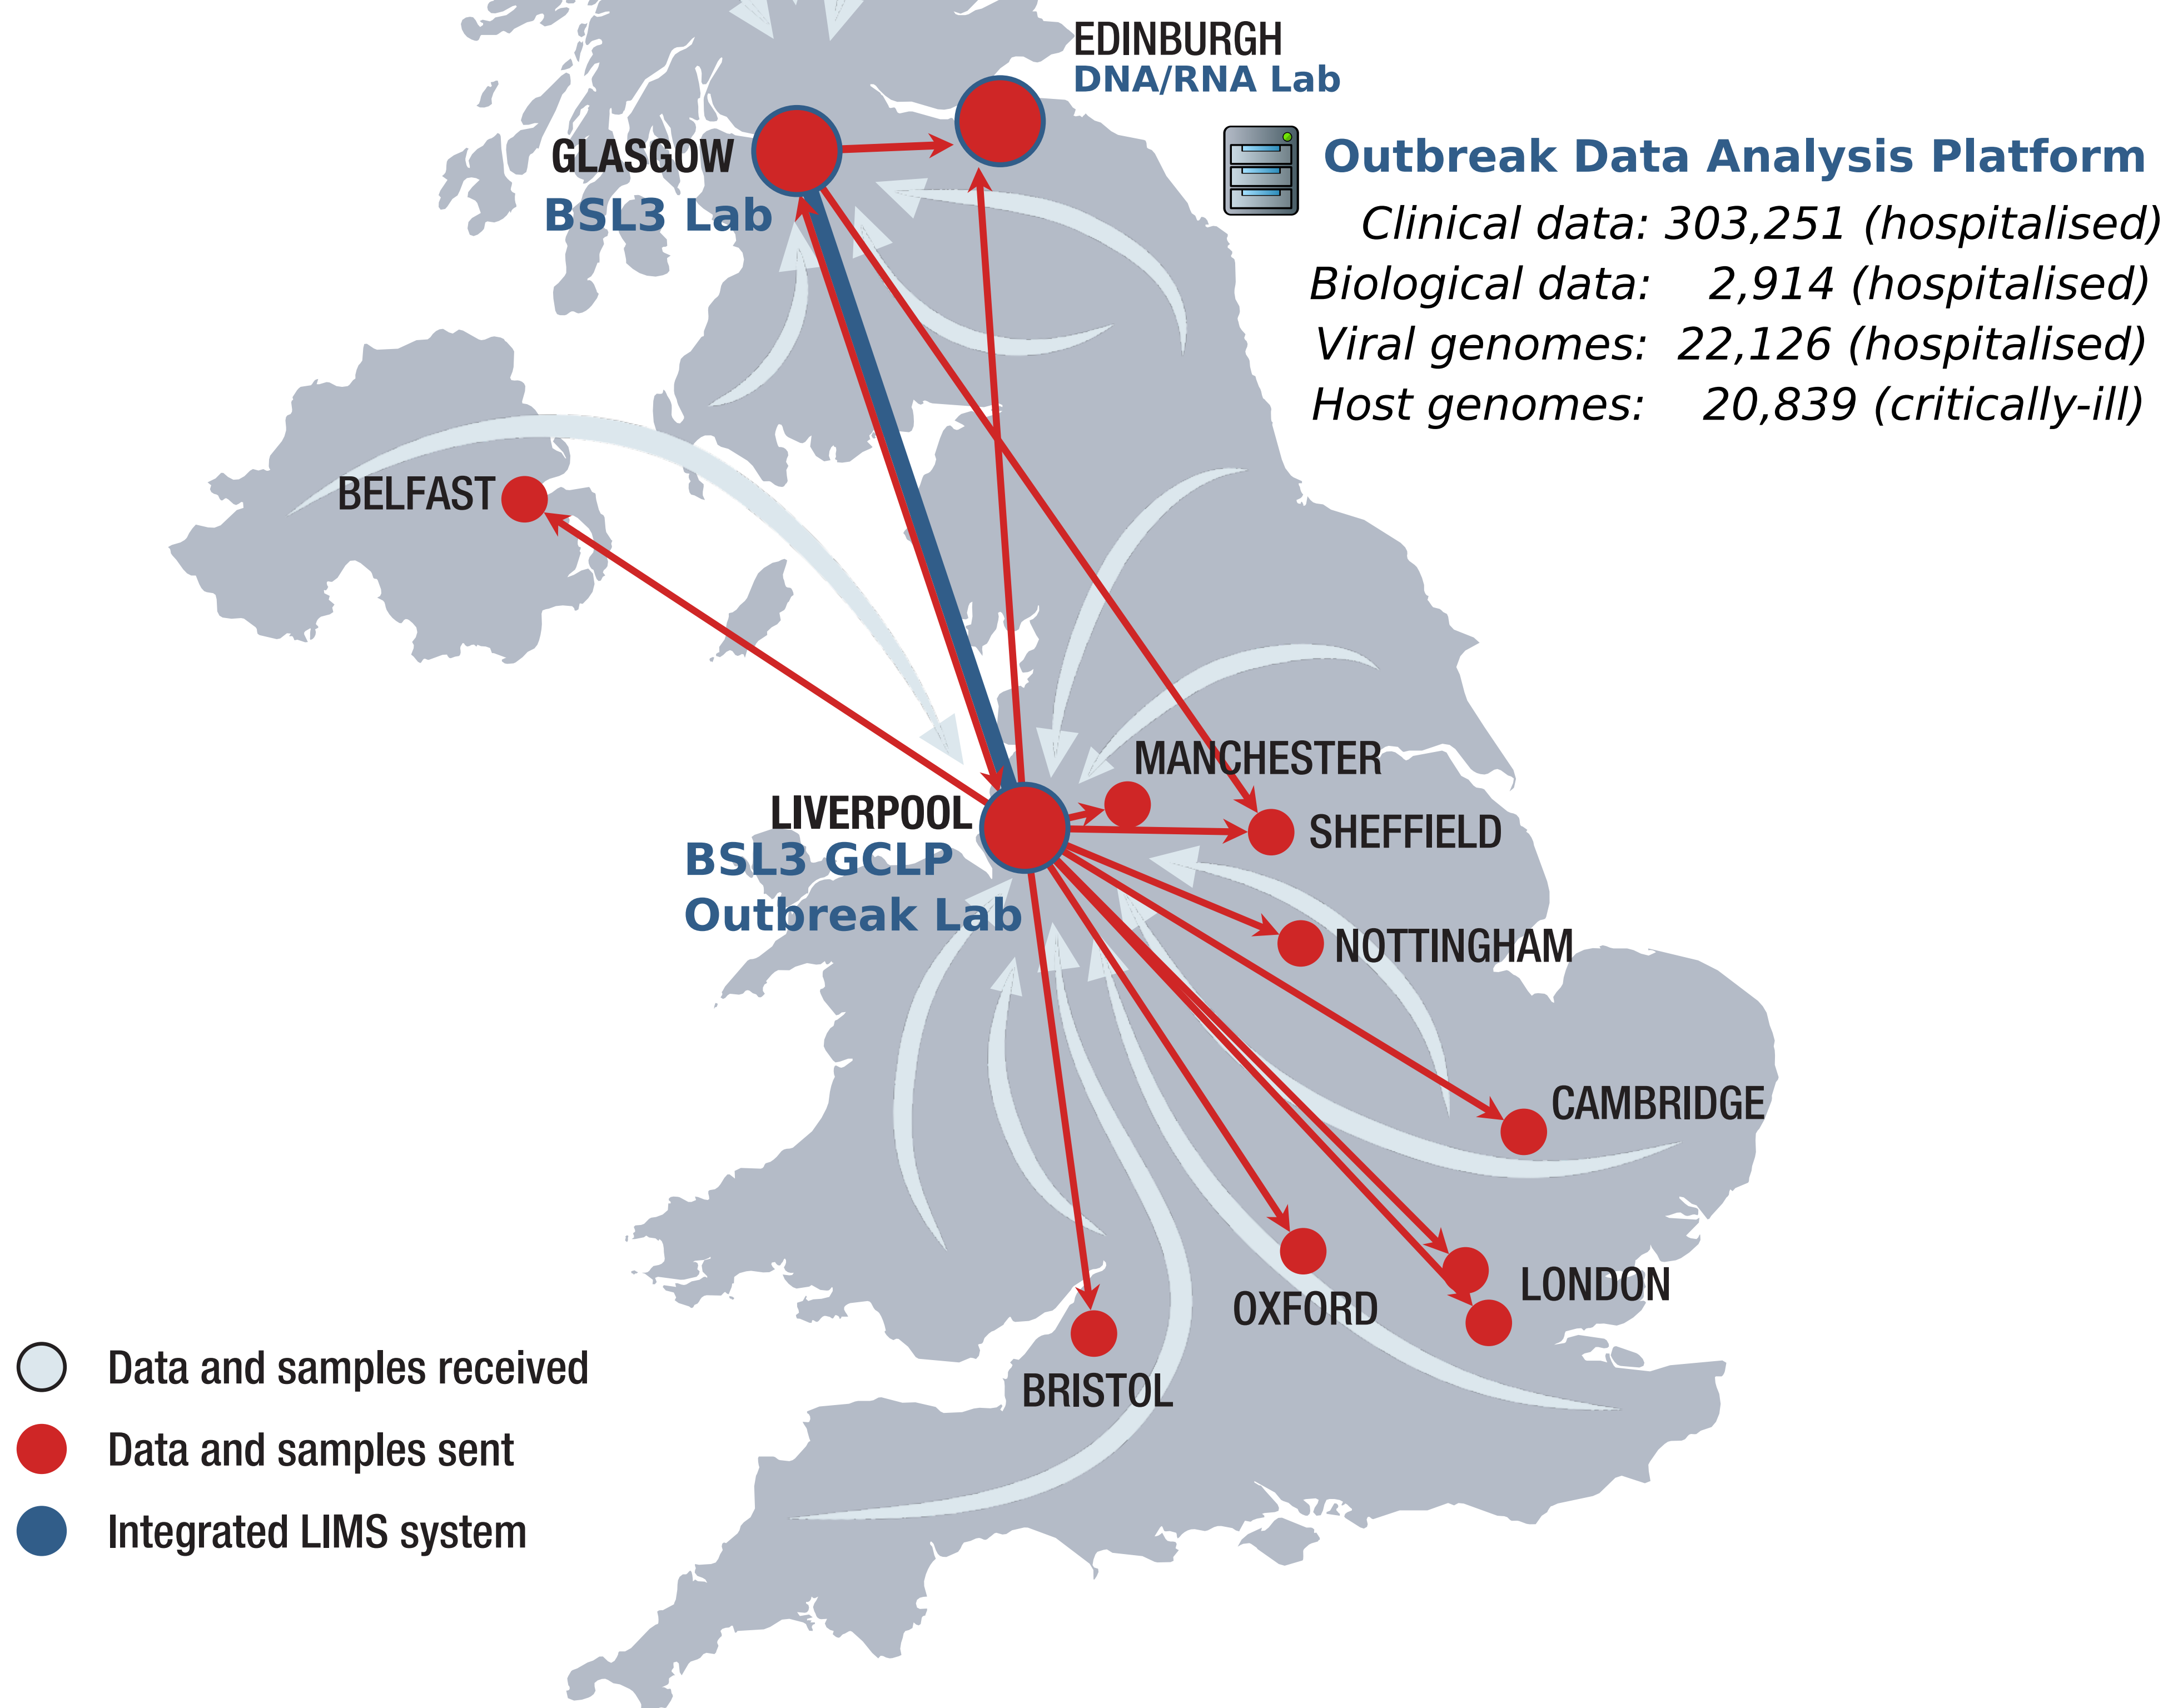 EDINBURGH
DNA/RNA Lab
GLASGOW
BSL3 Lab
Outbreak Data Analysis Platform
Clinical data: 303,251 (hospitalised)
Biological data: 2,914 (hospitalised)
Viral genomes: 22,126 (hospitalised)
Host genomes: 20,839 (critically-ill)
BELFAST
MANCHESTER
LIVERPOOL
BSL3 GCLP
Outbreak Lab
SHEFFIELD
NOTTINGHAM
CAMBRIDGE
LONDON
OXFORD
BRISTOL
Data and samples received
Data and samples sent
Integrated LIMS system